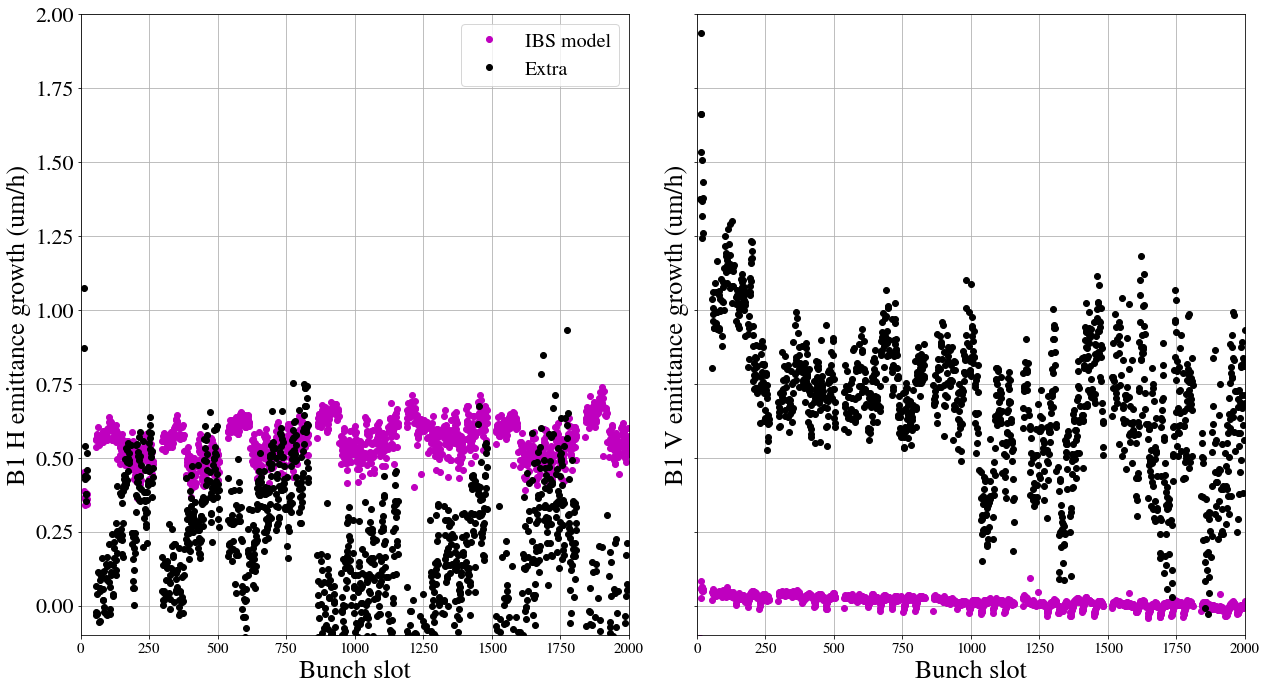 2.00
1.75
1.50
1.25
1.00
0.75
0.50
0.25
0.00
B1 H emittance growth (um/h)
IBS model
Extra
0 250 500 750 1000 1250 1500 1750 2000
Bunch slot
B1 V emittance growth (um/h)
0 250 500 750 1000 1250 1500 1750 2000
Bunch slot